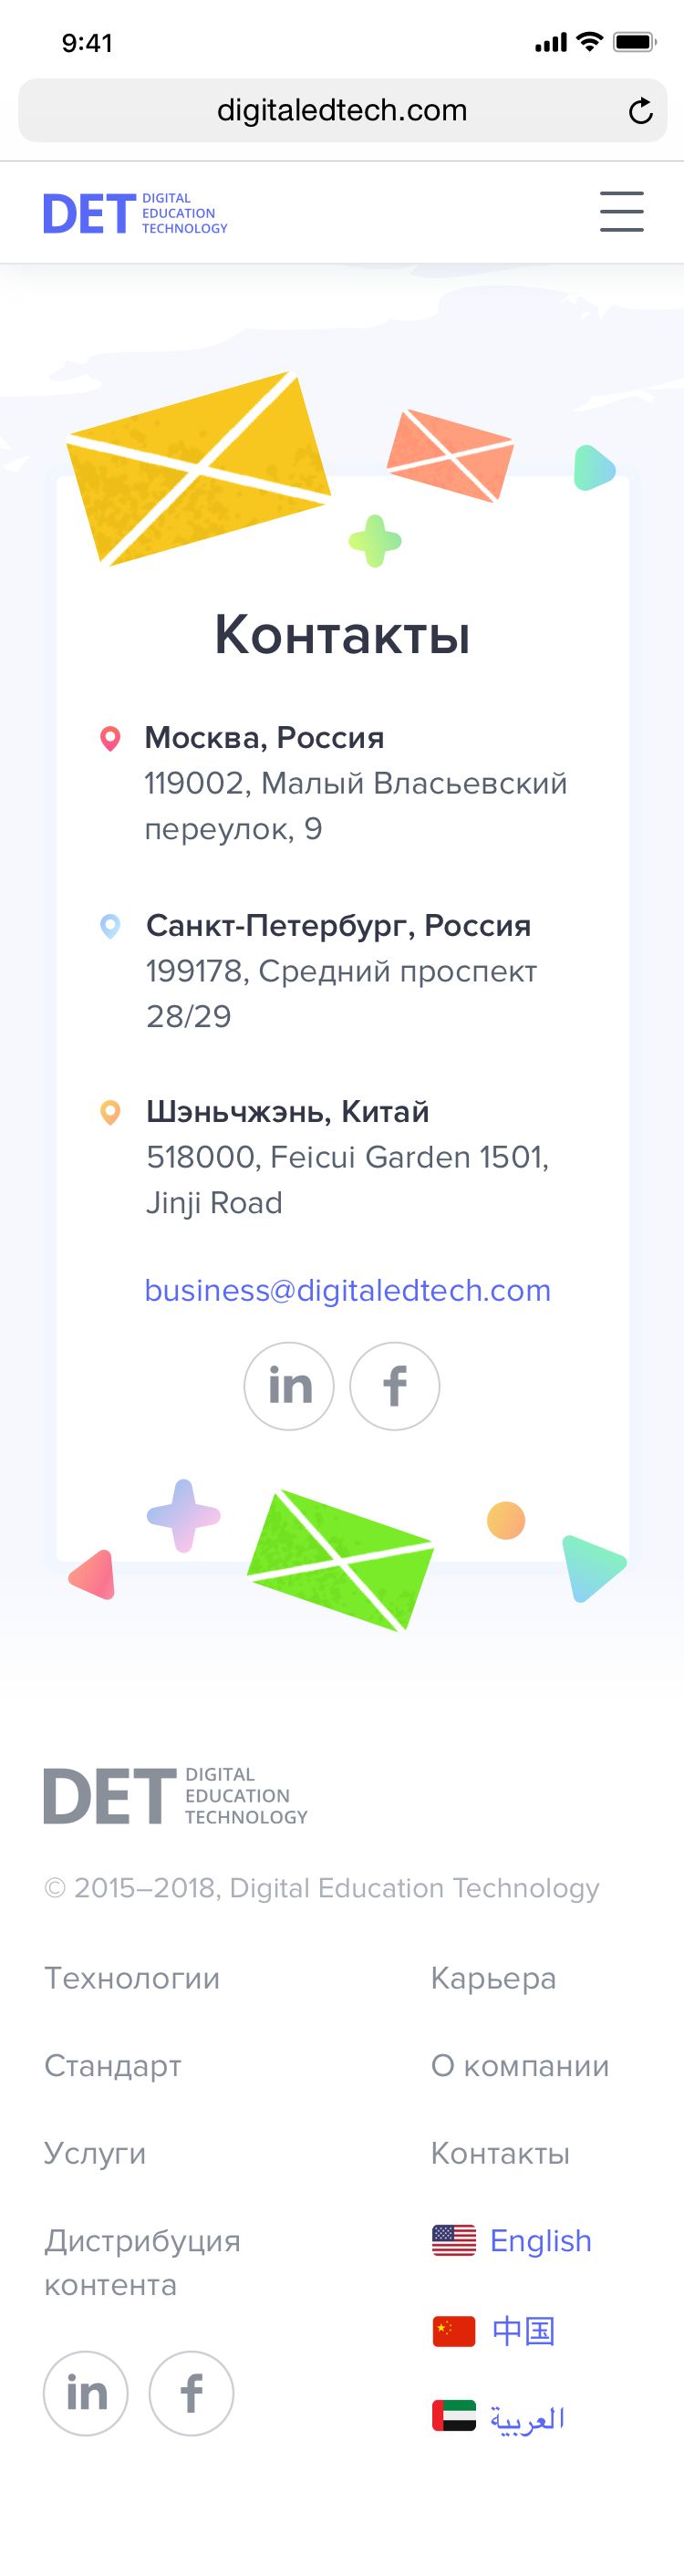 9:41
digitaledtech.com
DET
DIGITAL
EDUCATION
TECHNOLOGY
Контакты
Москва, Россия
119002, Малый Власьевский
переулок, 9
Санкт-Петербург, Россия
199178, Средний проспект
28/29
Шэньчжэнь, Китай
518000, Feicui Garden 1501,
Jinji Road
business@digitaledtech.com
in f
DET
DIGITAL
EDUCATION
TECHNOLOGY
© 2015–2018, Digital Education Technology
Технологии
Стандарт
Услуги
Дистрибуция
контента
in f
Карьера
О компании
Контакты
English
中国
العربية